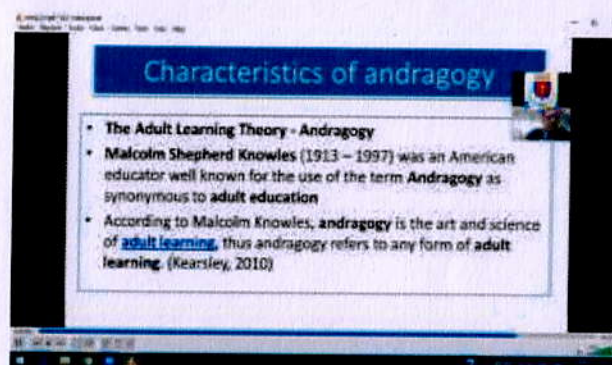 Characteristics of andragogy
• The Adult Learning Theory - Andragogy
• Malcolm Shepherd Knowles (1913 – 1997) was an American
educator well known for the use of the term Andragogy as
synonymous to adult education
• According to Malcolm Knowles, andragogy is the art and science
of adult learning, thus andragogy refers to any form of adult
learning. (Kearsley, 2010)